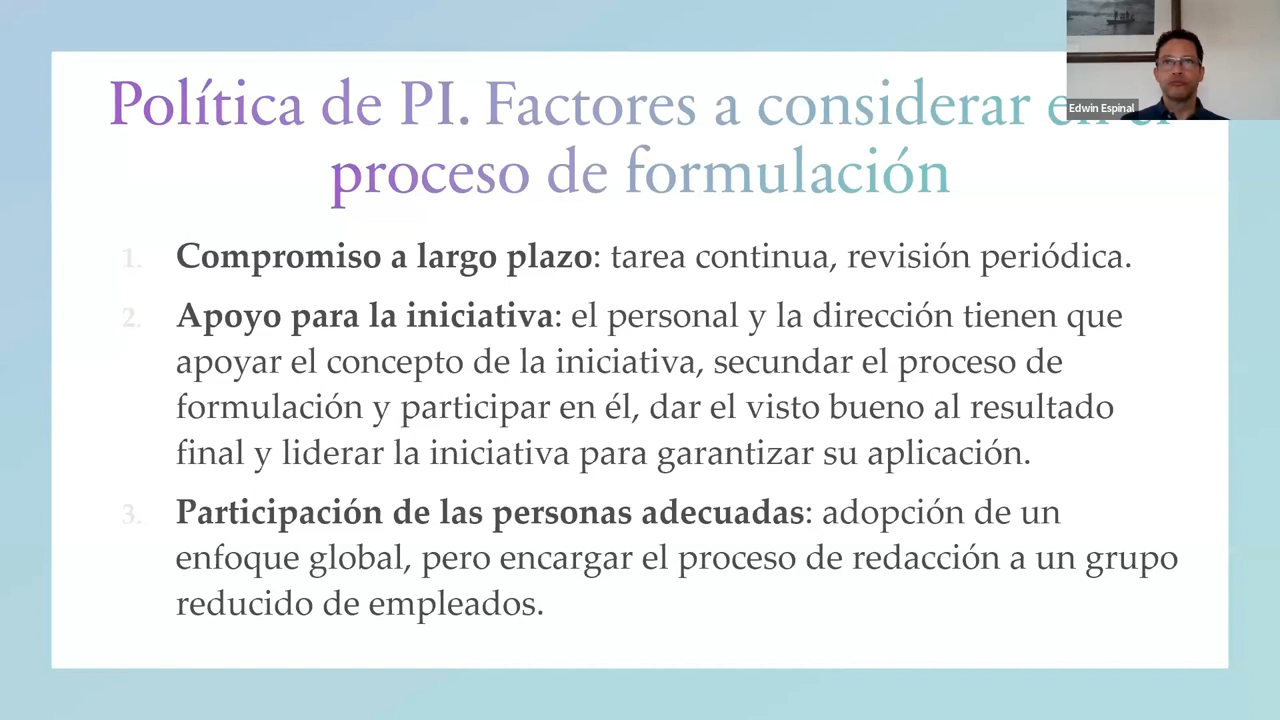 Política de PI. Factores a considerar en el
proceso de formulación
Edwin Espinal
1. Compromiso a largo plazo: tarea continua, revisión periódica.
2. Apoyo para la iniciativa: el personal y la dirección tienen que
apoyar el concepto de la iniciativa, secundar el proceso de
formulación y participar en él, dar el visto bueno al resultado
final y liderar la iniciativa para garantizar su aplicación.
3. Participación de las personas adecuadas: adopción de un
enfoque global, pero encargar el proceso de redacción a un grupo
reducido de empleados.